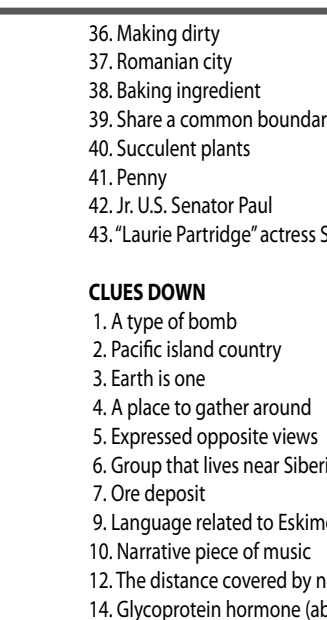 36. Making dirty
37. Romanian city
38. Baking ingredient
39. Share a common boundar
40. Succulent plants
41. Penny
42. Jr. U.S. Senator Paul
43. “Laurie Partridge” actress S
CLUES DOWN
1. A type of bomb
2. Pacific island country
3. Earth is one
4. A place to gather around
5. Expressed opposite views
6. Group that lives near Siberi
7. Ore deposit
9. Language related to Eskim
10. Narrative piece of music
12. The distance covered by n
14. Glycoprotein hormone (ab